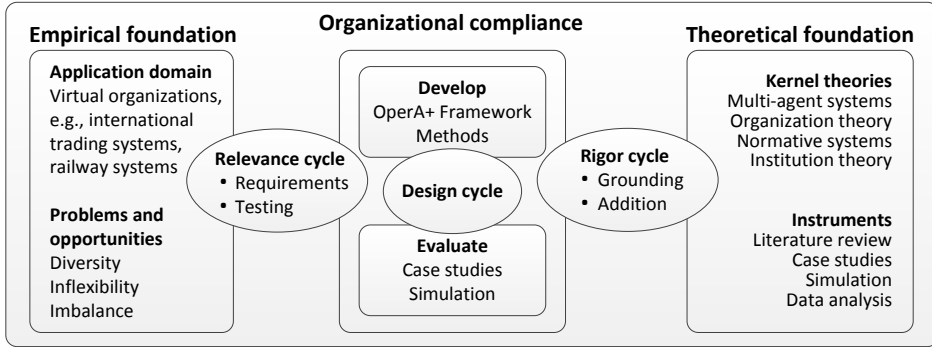 Organizational compliance
Empirical foundation
Theoretical foundation
Application domain
Virtual organizations,
e.g., international
trading systems,
railway systems
Problems and
opportunities
Diversity
Inflexibility
Imbalance
Relevance cycle
• Requirements
• Testing
Develop
OperA+ Framework
Methods
Design cycle
Evaluate
Case studies
Simulation
Rigor cycle
• Grounding
• Addition
Kernel theories
Multi-agent systems
Organization theory
Normative systems
Institution theory
Instruments
Literature review
Case studies
Simulation
Data analysis